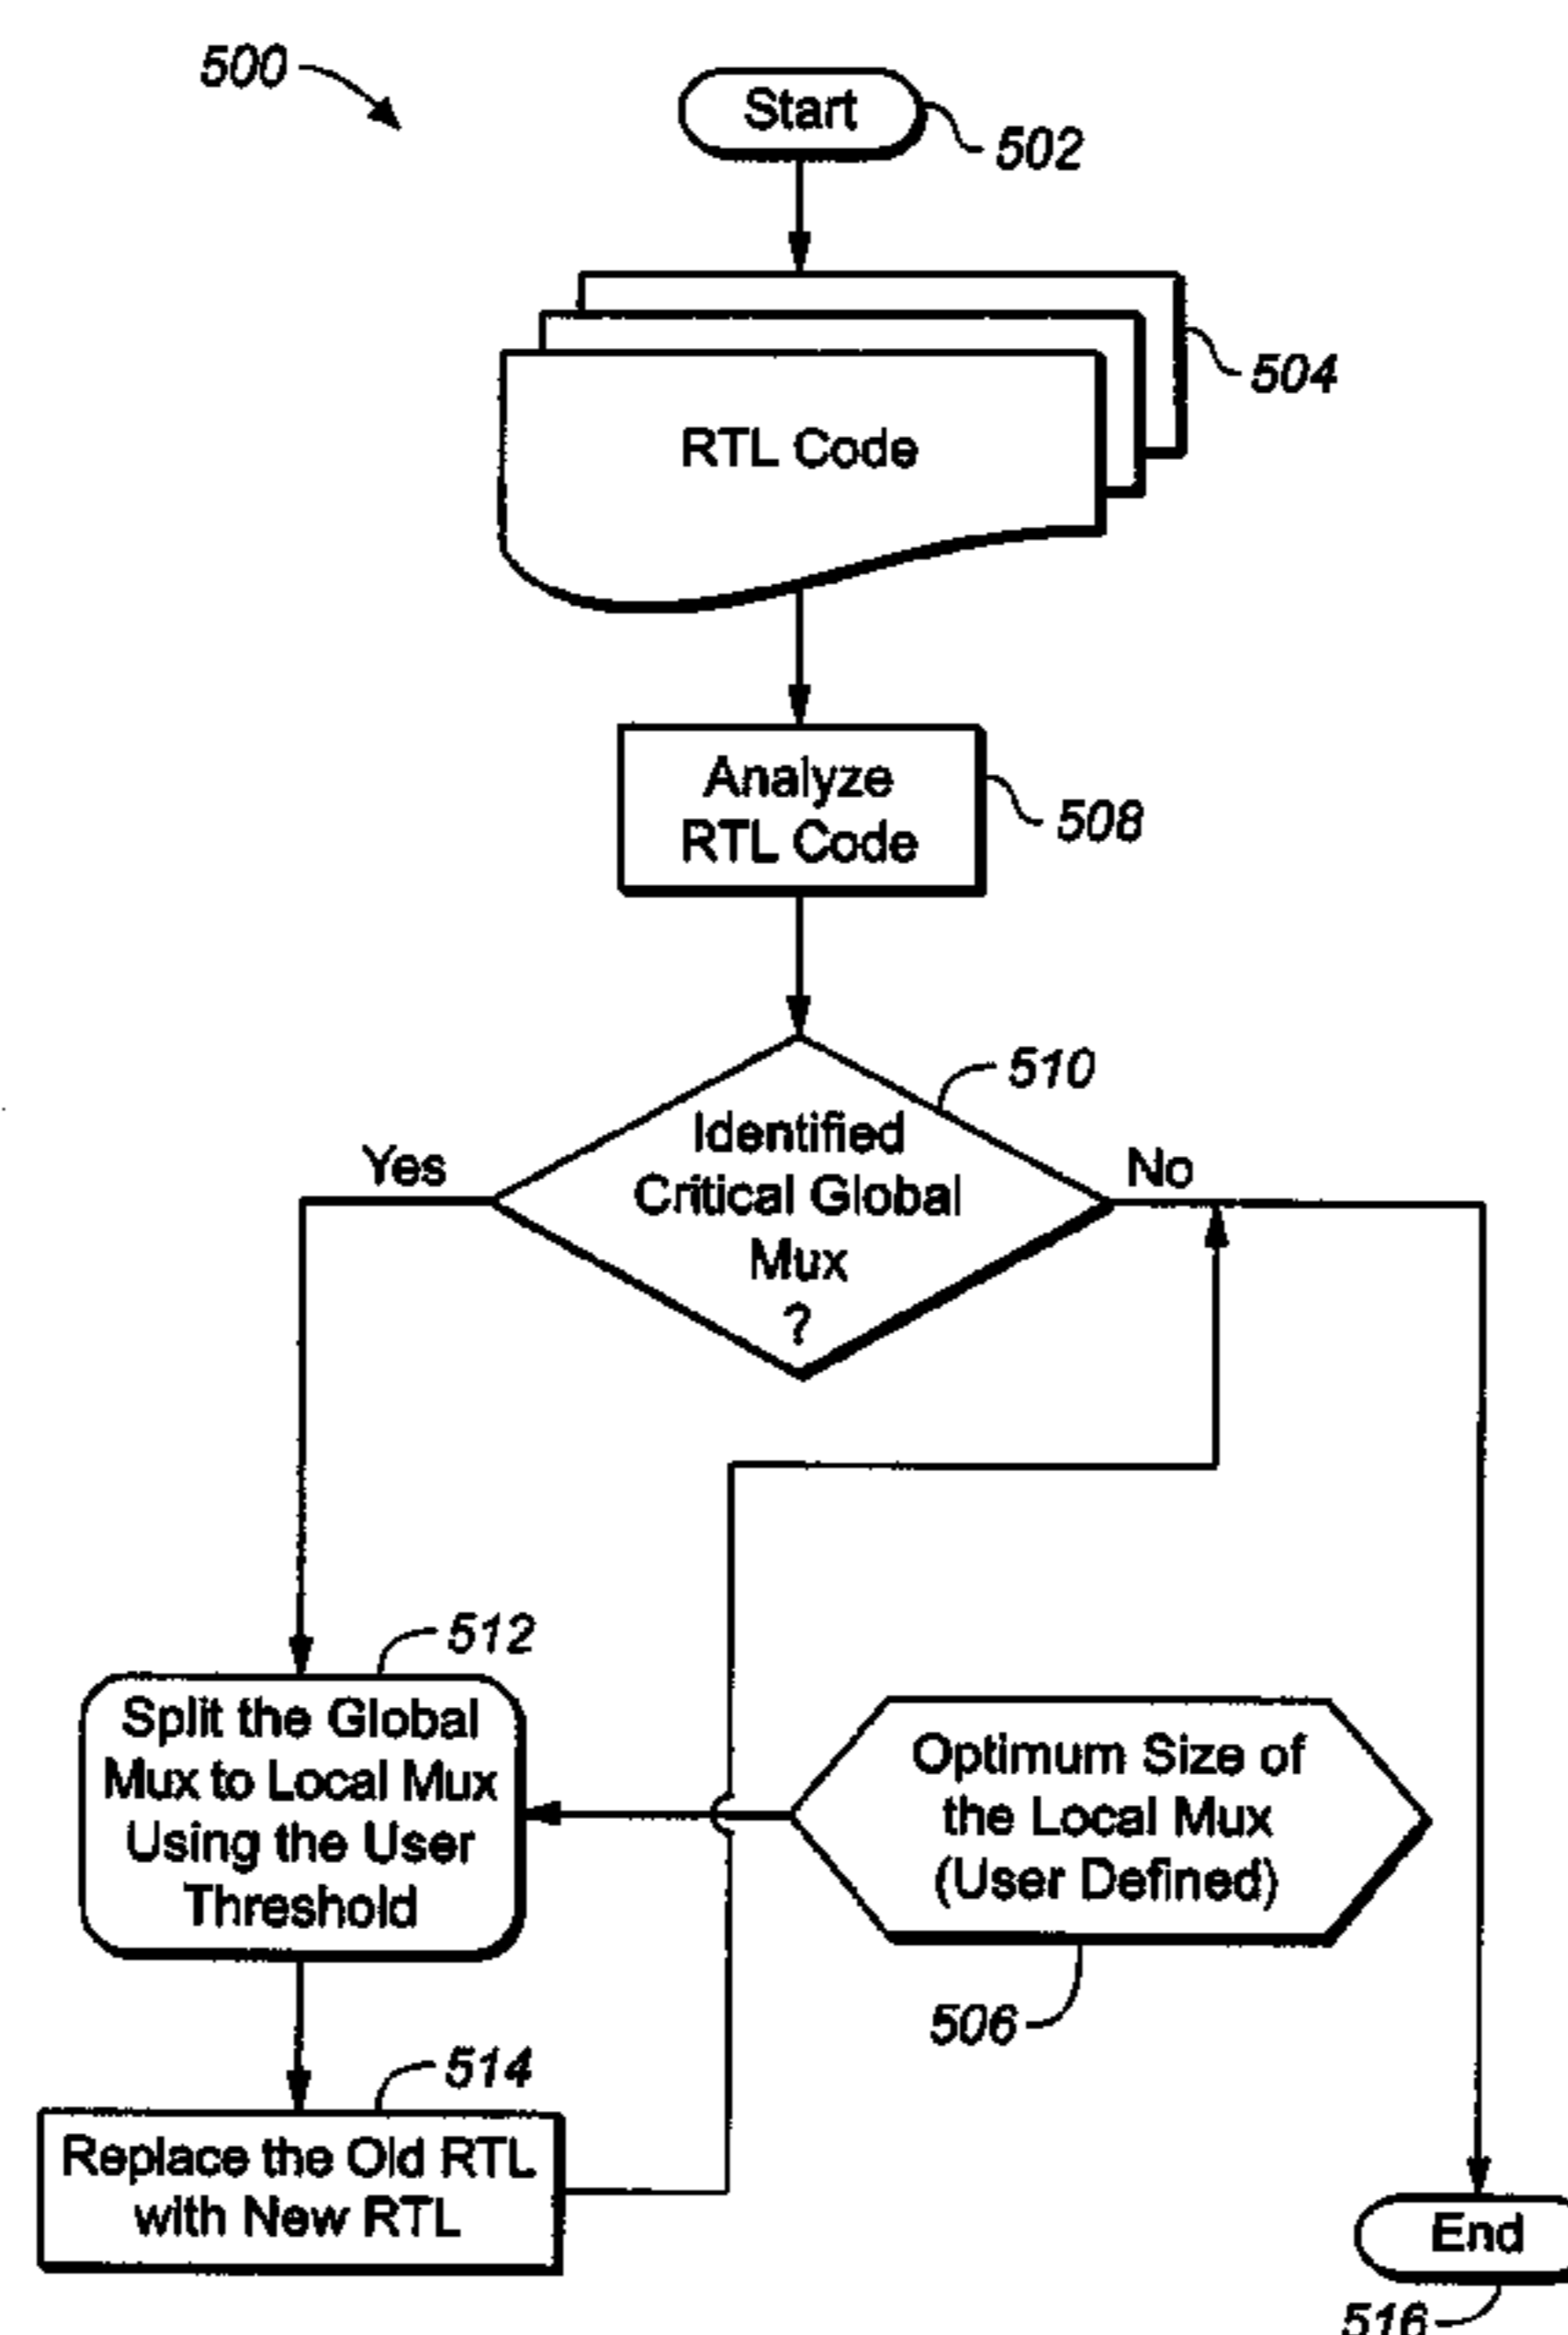 500
Start
502
504
RTL Code
Analyze
RTL Code
508
510
Identified
Critical Global
Mux
?
Yes
No
512
Split the Global
Mux to Local Mux
Using the User
Threshold
Optimum Size of
the Local Mux
(User Defined)
506
514
Replace the Old RTL
with New RTL
End
516